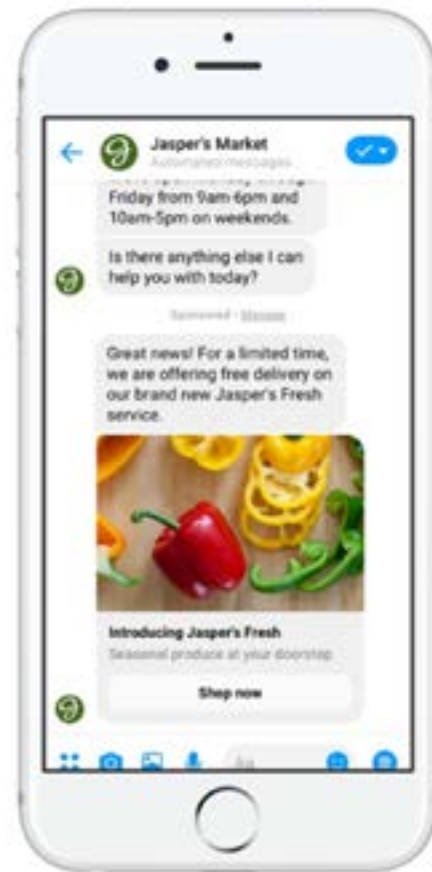 Jasper's Market
Automated messages
Friday from 9am-6pm and
10am-5pm on weekends.
Is there anything else I can
help you with today?
Sponsored · Manage
Great news! For a limited time,
we are offering free delivery on
our brand new Jasper's Fresh
service.
Introducing Jasper's Fresh
Seasonal produce at your doorstep
Shop now
Aa